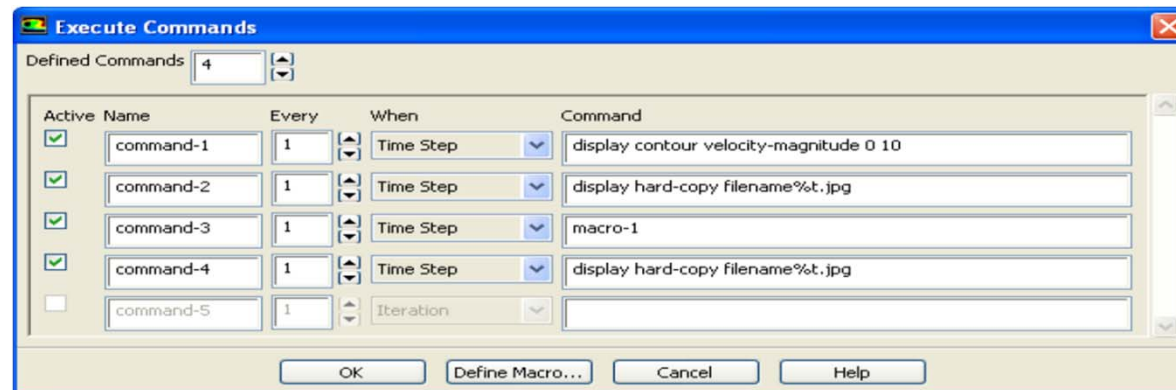 Execute Commands
Defined Commands 4
Active Name Every When Command
command-1 1 Time Step display contour velocity-magnitude 0 10
command-2 1 Time Step display hard-copy filename%t.jpg
command-3 1 Time Step macro-1
command-4 1 Time Step display hard-copy filename%t.jpg
command-5 1 Iteration
OK Define Macro... Cancel Help